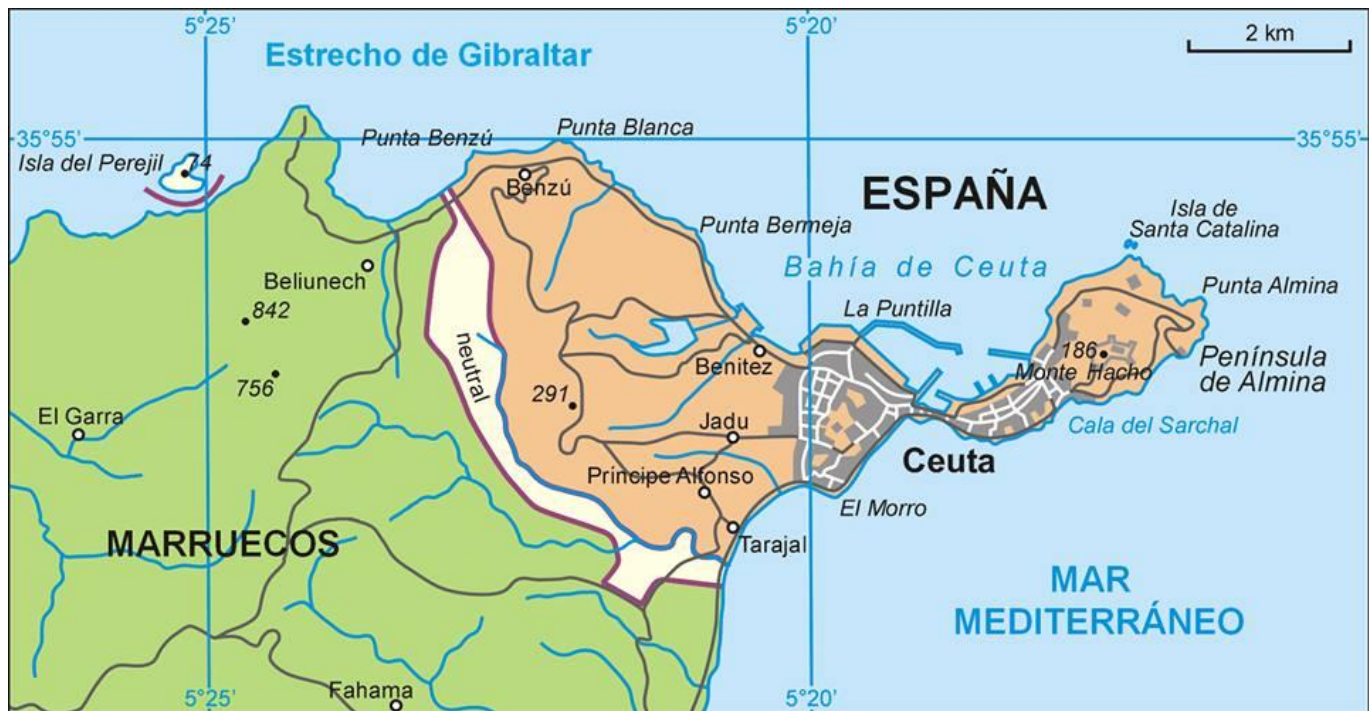 5°25'
5°20'
2 km
Estrecho de Gibraltar
35°55'
Punta Benzú
Punta Blanca
35°55'
Isla del Perejil
74
Benzú
ESPAÑA
Isla de
Santa Catalina
Punta Bermeja
Bahía de Ceuta
Beliunech
Punta Almina
842
La Puntilla
neutral
Benitez
186
Monte Hacho
Península
de Almina
756
291
El Garra
Jadu
Cala del Sarchal
Ceuta
Príncipe Alfonso
El Morro
MARRUECOS
Tarajal
MAR
MEDITERRÁNEO
Fahama
5°25'
5°20'